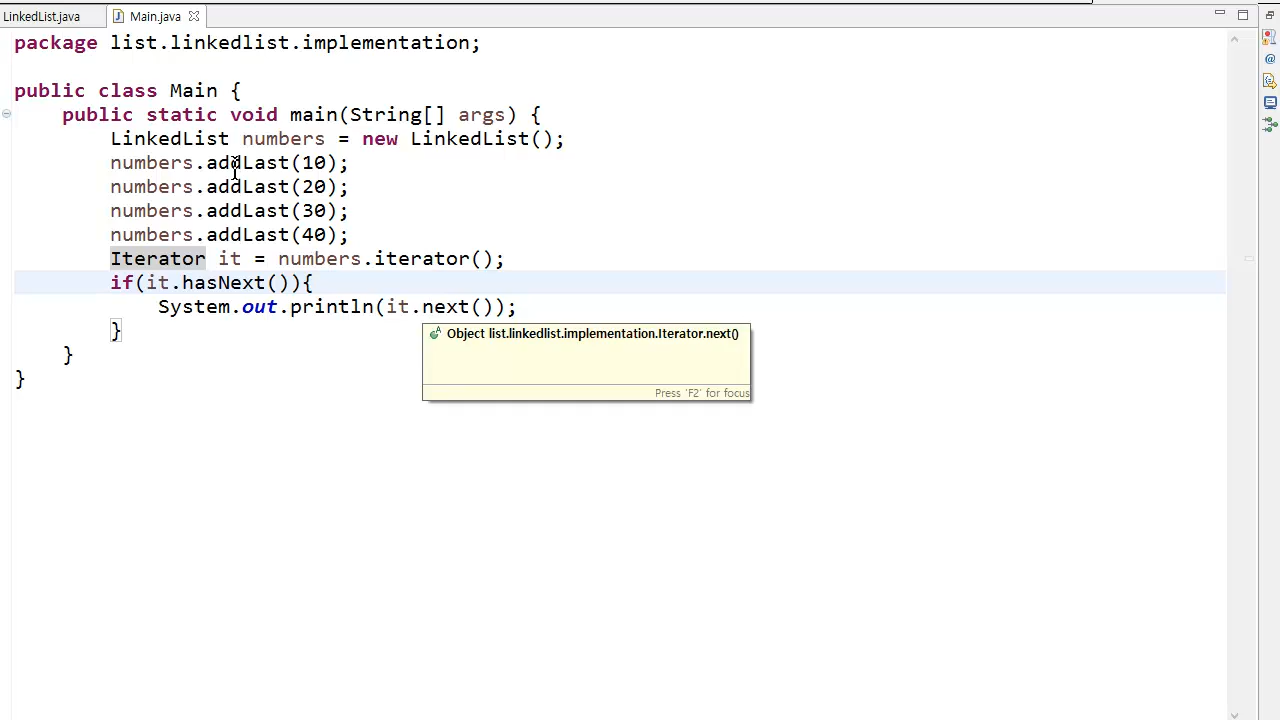 LinkedList.java
Main.java
package list.linkedlist.implementation;
public class Main {
public static void main(String[] args) {
LinkedList numbers = new LinkedList();
numbers.addLast(10);
numbers.addLast(20);
numbers.addLast(30);
numbers.addLast(40);
Iterator it = numbers.iterator();
if(it.hasNext()){
System.out.println(it.next());
}
Object list.linkedlist.implementation.Iterator.next()
}
}
Press 'F2' for focus